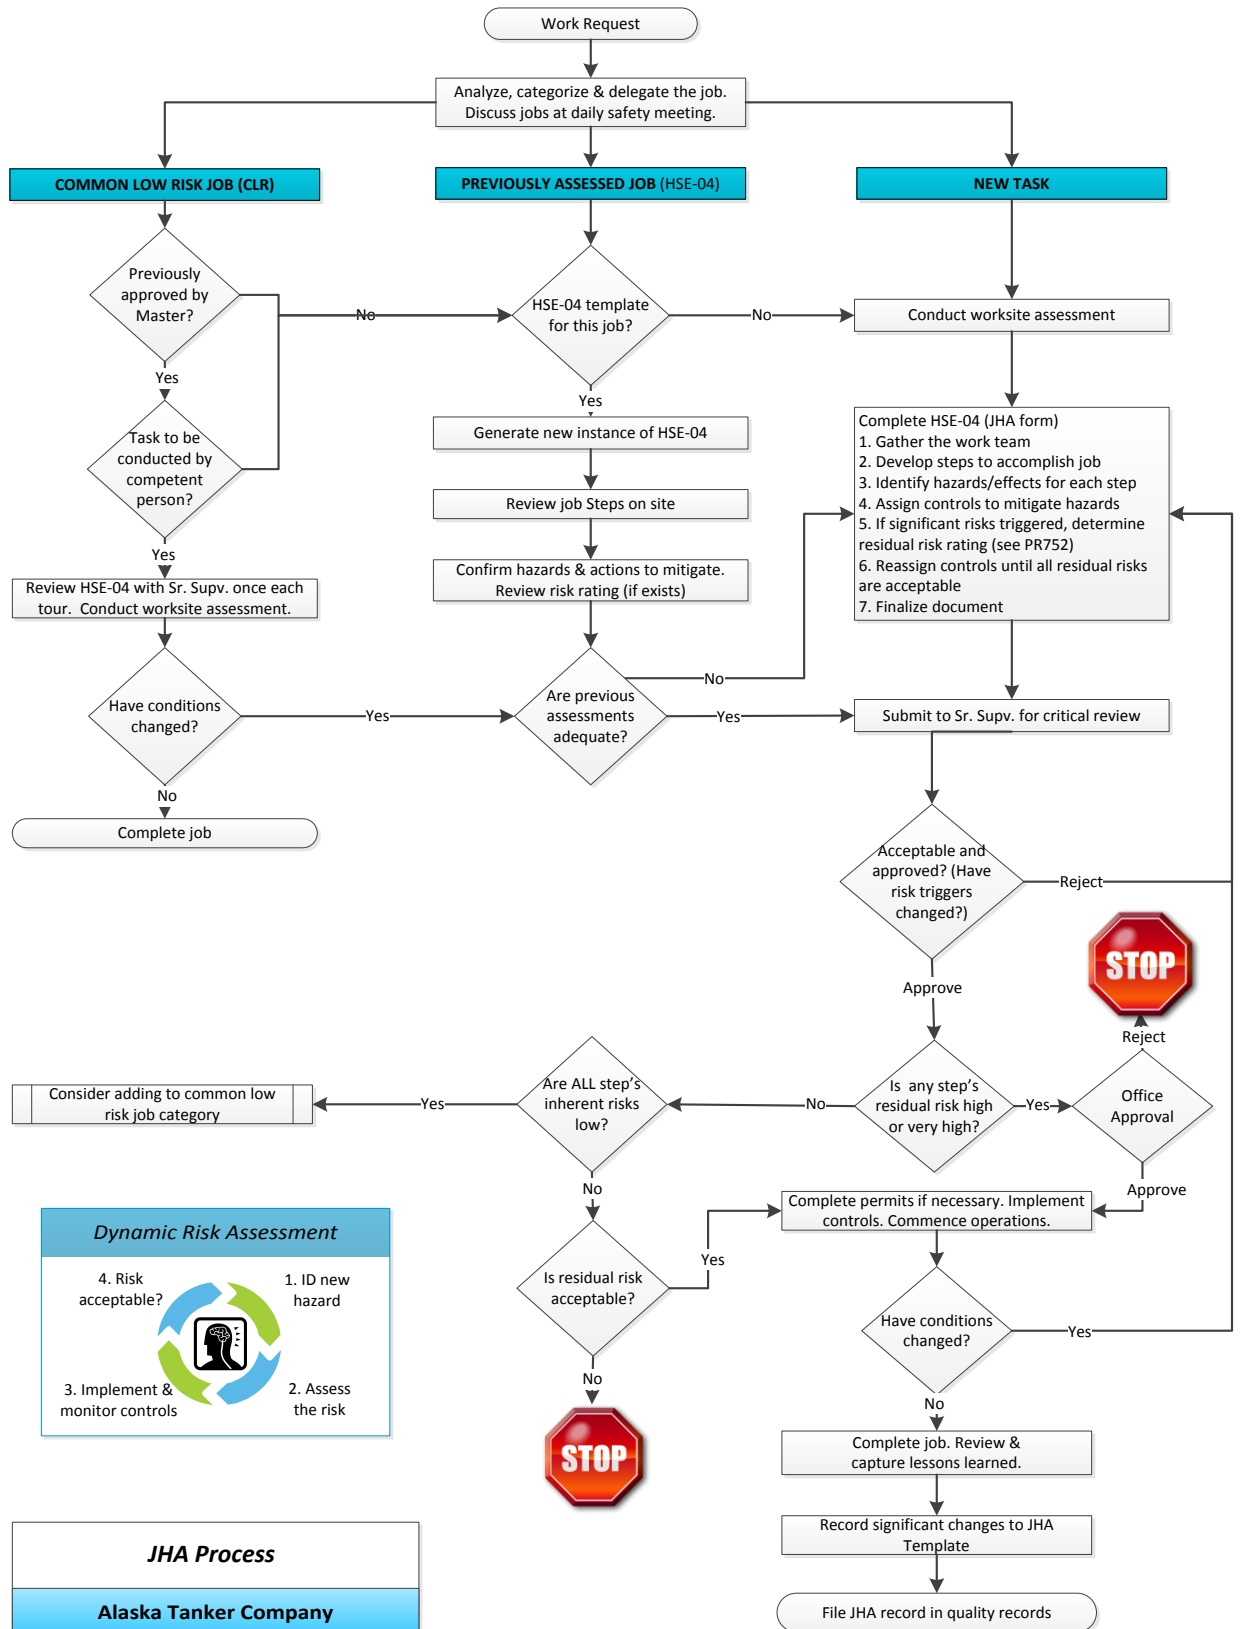 Work Request
Analyze, categorize & delegate the job.
Discuss jobs at daily safety meeting.
COMMON LOW RISK JOB (CLR)
PREVIOUSLY ASSESSED JOB (HSE-04)
NEW TASK
Previously
approved by
Master?
No
HSE-04 template
for this job?
No
Conduct worksite assessment
Yes
Yes
Task to be
conducted by
competent
person?
Generate new instance of HSE-04
Complete HSE-04 (JHA form)
1. Gather the work team
2. Develop steps to accomplish job
3. Identify hazards/effects for each step
4. Assign controls to mitigate hazards
5. If significant risks triggered, determine
residual risk rating (see PR752)
6. Reassign controls until all residual risks
are acceptable
7. Finalize document
Review job Steps on site
Yes
Review HSE-04 with Sr. Supv. once each
tour.  Conduct worksite assessment.
Confirm hazards & actions to mitigate.
Review risk rating (if exists)
No
Have conditions
changed?
Yes
Are previous
assessments
adequate?
Yes
Submit to Sr. Supv. for critical review
No
Complete job
Acceptable and
approved? (Have
risk triggers
changed?)
Reject
STOP
Approve
Reject
Consider adding to common low
risk job category
Yes
Are ALL step's
inherent risks
low?
No
Is  any step's
residual risk high
or very high?
Yes
Office
Approval
No
Approve
Complete permits if necessary. Implement
controls. Commence operations.
Dynamic Risk Assessment
4. Risk
acceptable?
1. ID new
hazard
3. Implement &
monitor controls
2. Assess
the risk
Is residual risk
acceptable?
Yes
No
STOP
Have conditions
changed?
Yes
No
Complete job. Review &
capture lessons learned.
Record significant changes to JHA
Template
File JHA record in quality records
JHA Process
Alaska Tanker Company